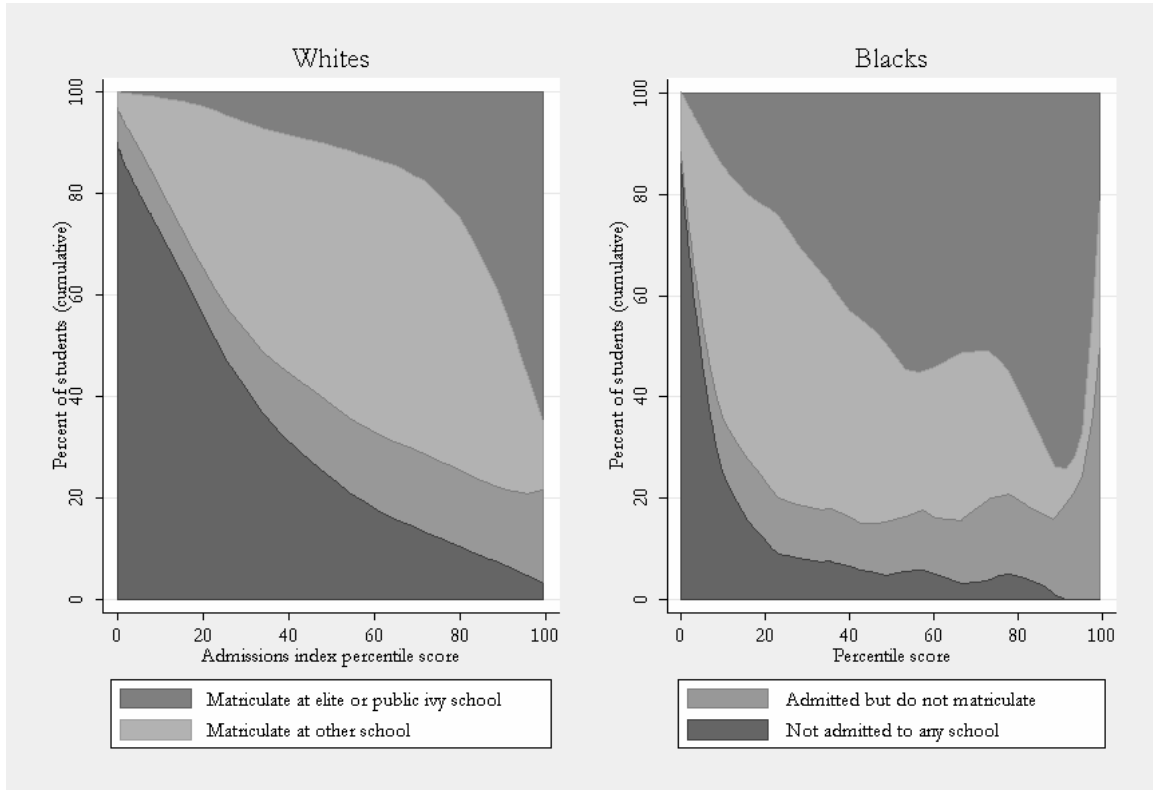 Whites
Percent of students (cumulative)
100
80
60
40
20
0
0 20 40 60 80 100
Admissions index percentile score
Blacks
Percent of students (cumulative)
100
80
60
40
20
0
0 20 40 60 80 100
Percentile score
Matriculate at elite or public ivy school
Matriculate at other school
Admitted but do not matriculate
Not admitted to any school